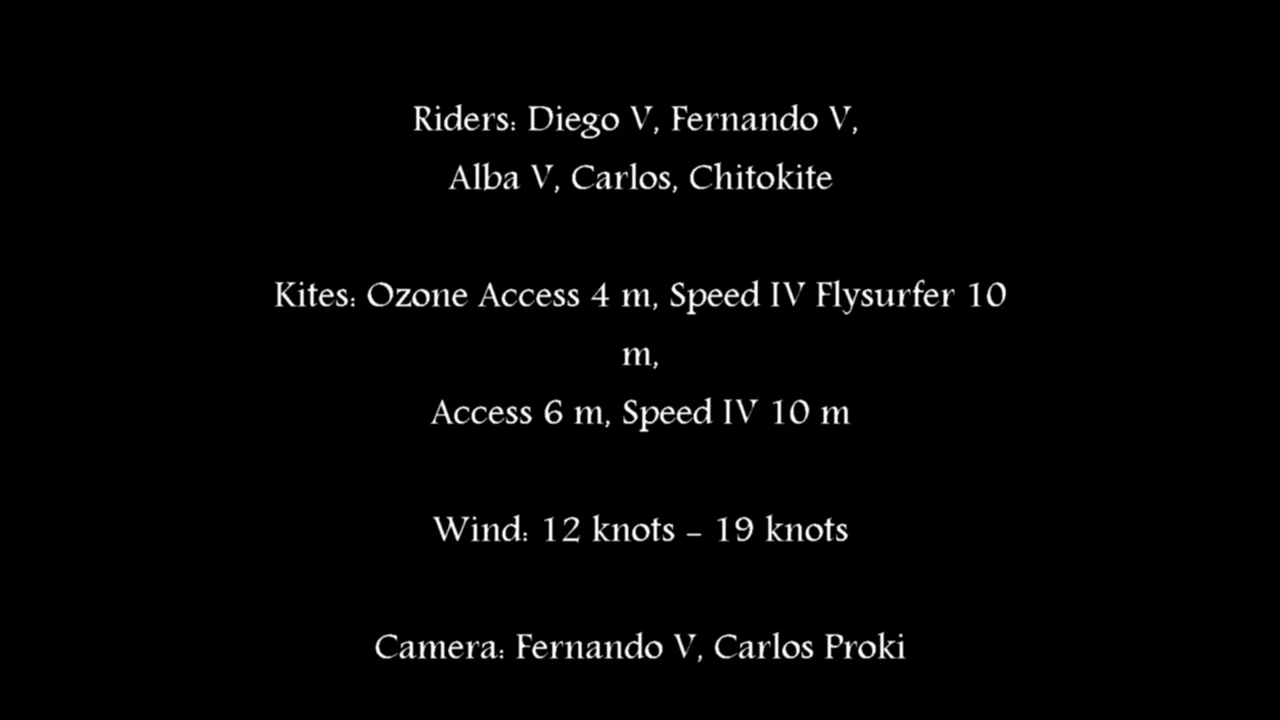 Riders: Diego V, Fernando V,
Alba V, Carlos, Chitokite
Kites: Ozone Access 4 m, Speed IV Flysurfer 10
m,
Access 6 m, Speed IV 10 m
Wind: 12 knots – 19 knots
Camera: Fernando V, Carlos Proki